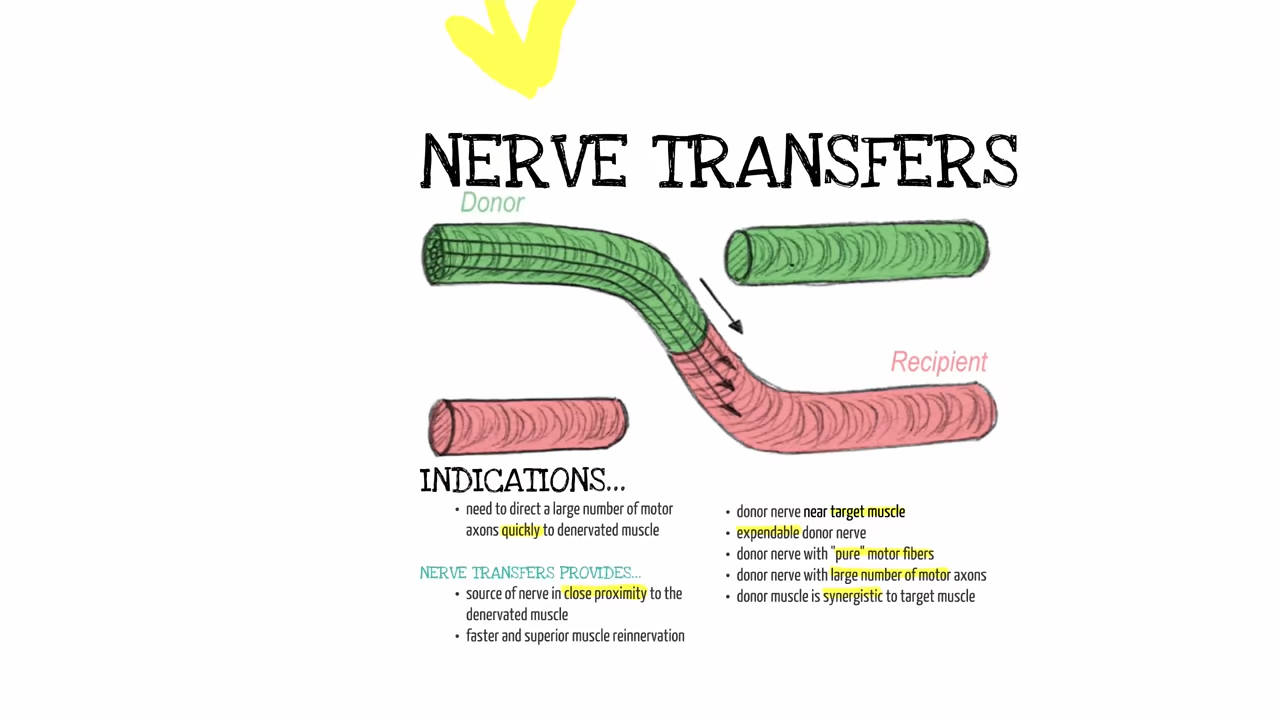 NERVE TRANSFERS
Donor
Recipient
INDICATIONS...
• need to direct a large number of motor
axons quickly to denervated muscle
NERVE TRANSFERS PROVIDES...
• source of nerve in close proximity to the
denervated muscle
• faster and superior muscle reinnervation
• donor nerve near target muscle
• expendable donor nerve
• donor nerve with "pure" motor fibers
• donor nerve with large number of motor axons
• donor muscle is synergistic to target muscle